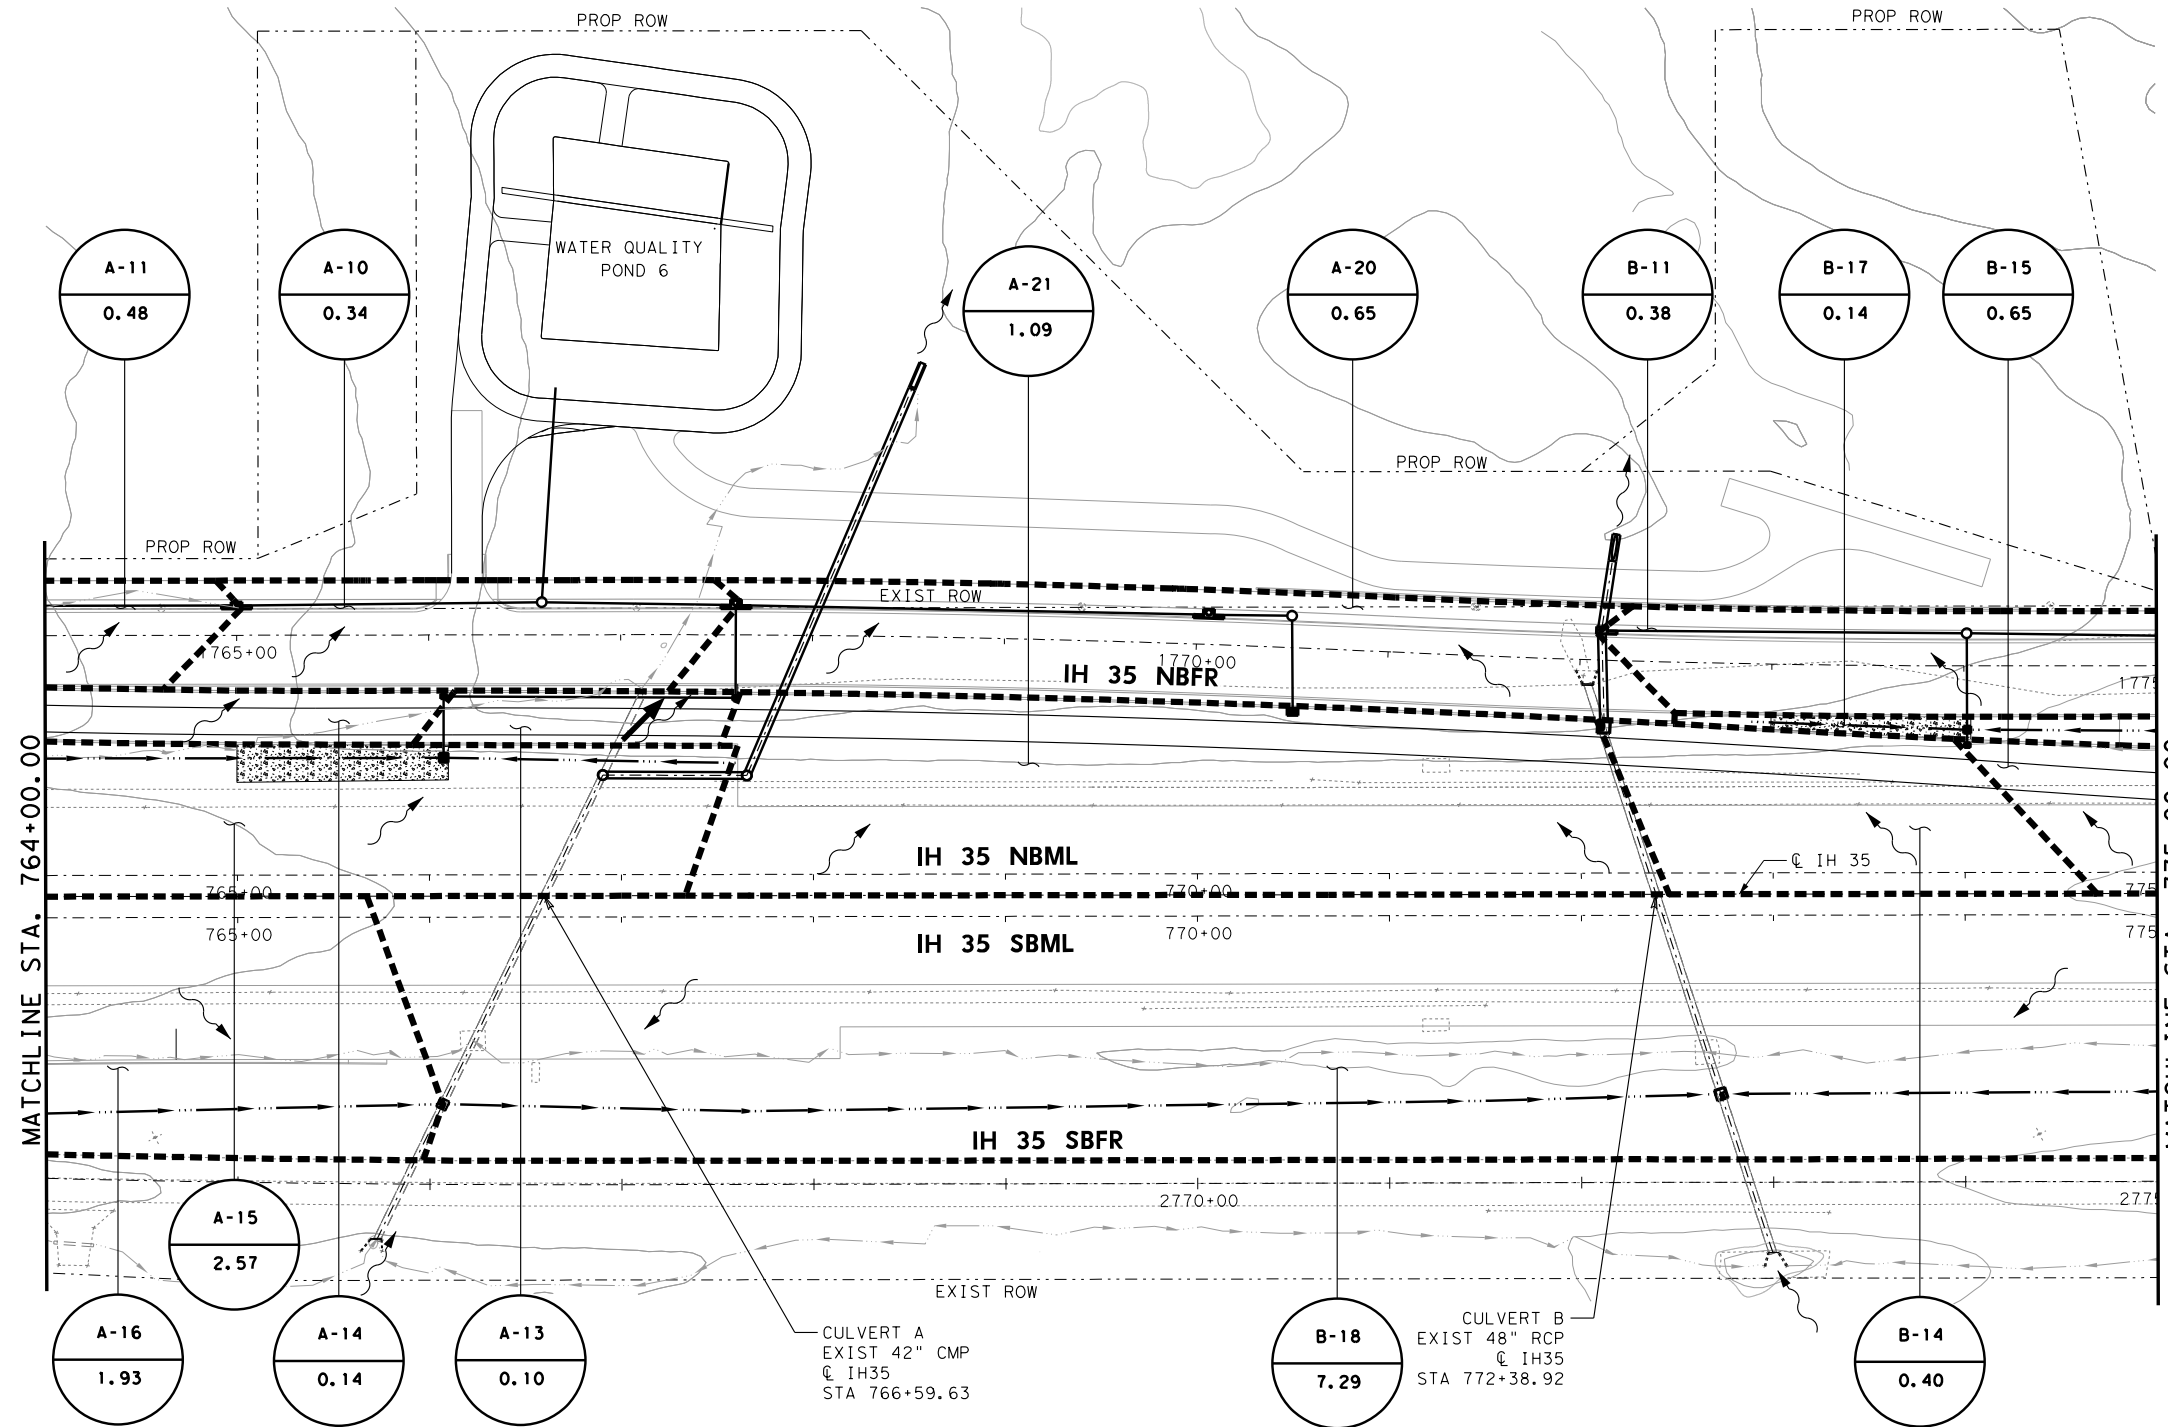 PROP ROW
PROP ROW
WATER QUALITY
POND 6
A-11
0.48
A-10
0.34
A-21
1.09
A-20
0.65
B-11
0.38
B-17
0.14
B-15
0.65
PROP ROW
PROP ROW
EXIST ROW
1765+00
1770+00
IH 35 NBFR
MATCHLINE STA. 764+00.00
IH 35 NBML
℄ IH 35
765+00
770+00
765+00
770+00
IH 35 SBML
IH 35 SBFR
2770+00
EXIST ROW
A-15
2.57
A-16
1.93
A-14
0.14
A-13
0.10
CULVERT A
EXIST 42" CMP
℄ IH35
STA 766+59.63
B-18
7.29
CULVERT B
EXIST 48" RCP
℄ IH35
STA 772+38.92
B-14
0.40